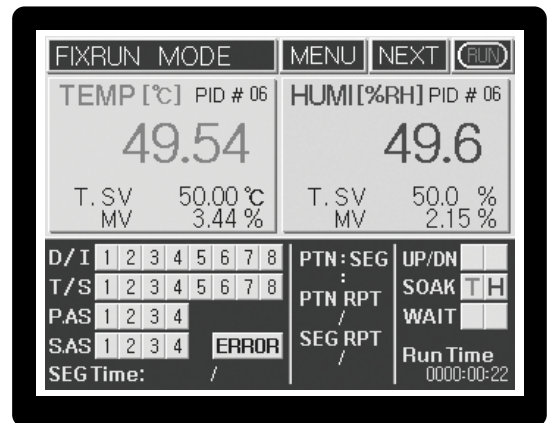 FIXRUN MODE MENU NEXT RUN
TEMP [℃] PID # 06 HUMI[%RH] PID # 06
49.54 49.6
T. SV 50.00 ℃ T. SV 50.0 %
MV 3.44 % MV 2.15 %
D/I 1 2 3 4 5 6 7 8 PTN:SEG UP/DN
T/S 1 2 3 4 5 6 7 8 : SOAK T H
PTN RPT
P.AS 1 2 3 4 / WAIT
S.AS 1 2 3 4 ERROR SEG RPT
/ Run Time
SEG Time: / 0000:00:22